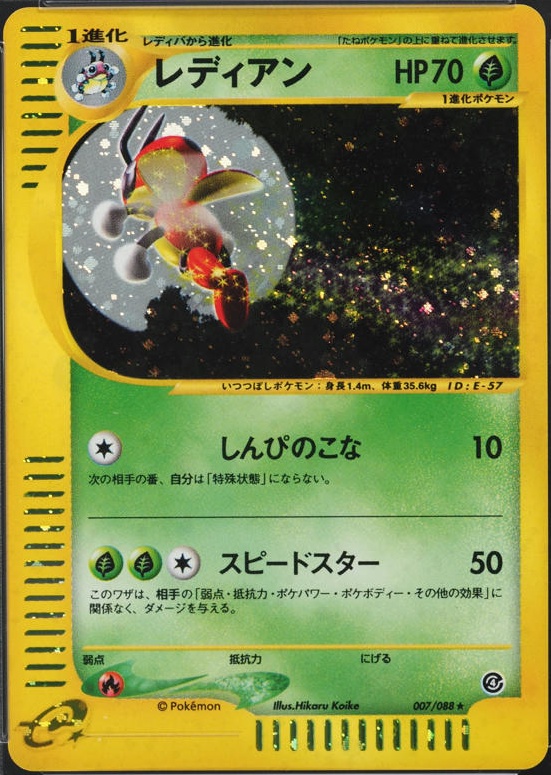 1進化
レディバから進化
「たねポケモン」の上に重ねて進化させます。
レディアン
HP70
1進化ポケモン
いつつぼしポケモン：身長1.4m、体重35.6kg ID:E-57
しんぴのこな 10
次の相手の番、自分は「特殊状態」にならない。
スピードスター 50
このワザは、相手の「弱点・抵抗力・ポケパワー・ポケボディー・その他の効果」に
関係なく、ダメージを与える。
弱点 抵抗力 にげる
©Pokémon Illus.Hikaru Koike 007/088★